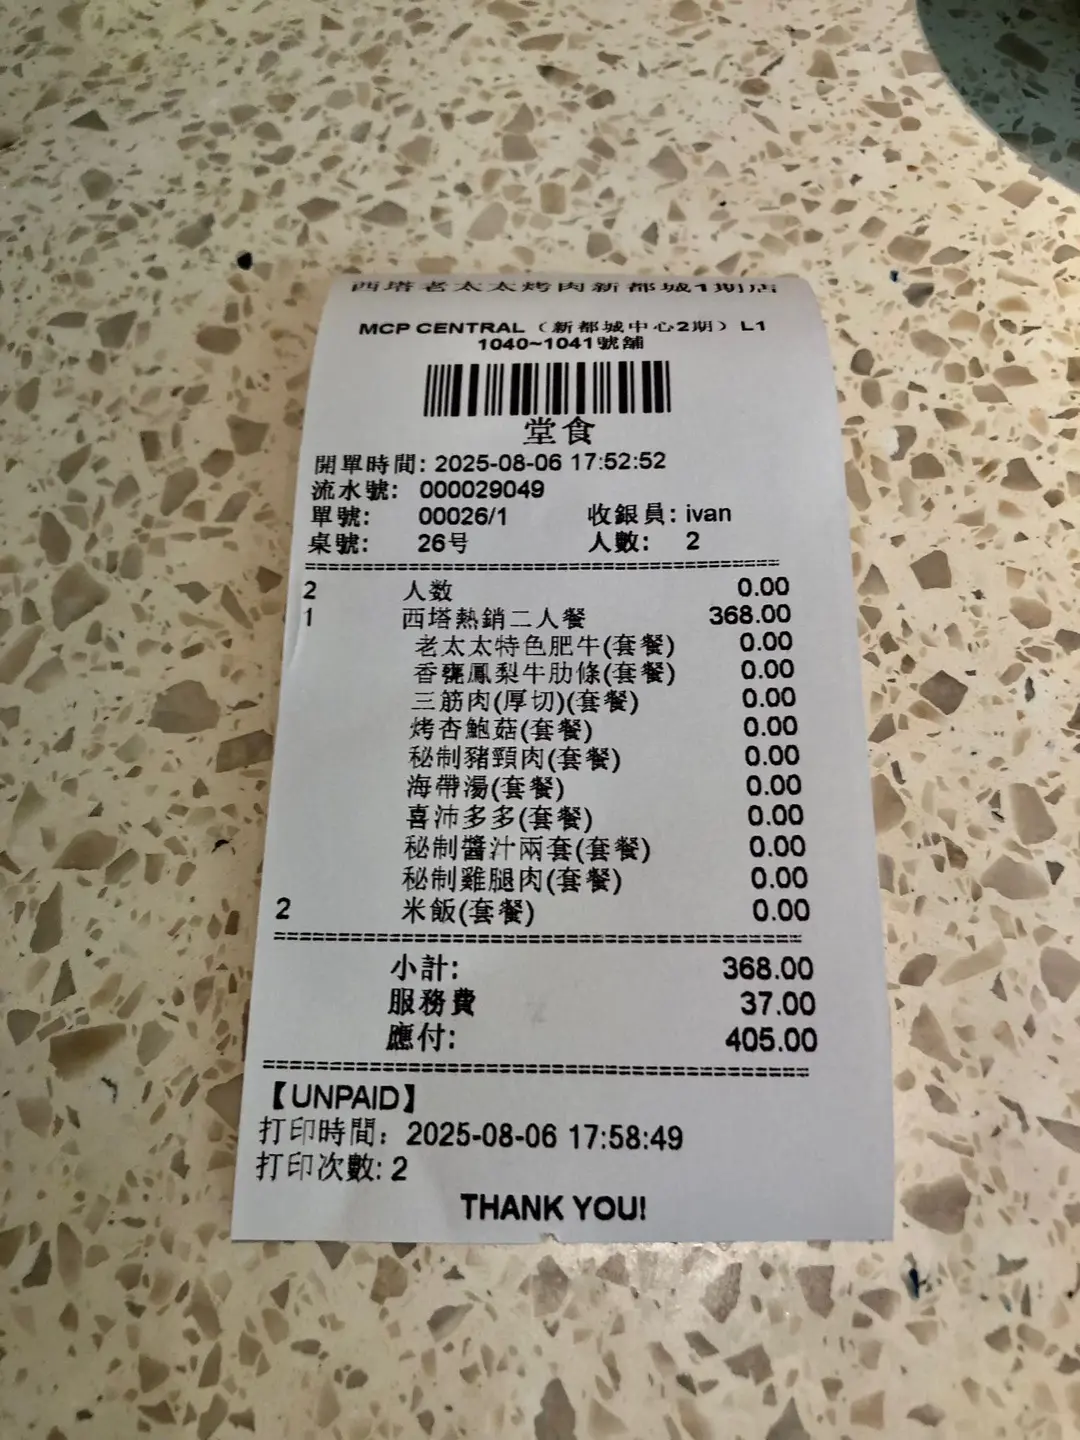 西塔老太太烤肉新都城1期店
MCP CENTRAL（新都城中心2期）L1
1040~1041號舖
堂食
開單時間: 2025-08-06 17:52:52
流水號: 000029049
單號: 00026/1 收銀員: ivan
桌號: 26号 人數: 2
2 人数 0.00
1 西塔熱銷二人餐 368.00
老太太特色肥牛(套餐) 0.00
香甕鳳梨牛肋條(套餐) 0.00
三筋肉(厚切)(套餐) 0.00
烤杏鮑菇(套餐) 0.00
秘制豬頸肉(套餐) 0.00
海帶湯(套餐) 0.00
喜沛多多(套餐) 0.00
秘制醬汁兩套(套餐) 0.00
秘制雞腿肉(套餐) 0.00
2 米飯(套餐) 0.00
小計: 368.00
服務費 37.00
應付: 405.00
【UNPAID】
打印時間: 2025-08-06 17:58:49
打印次數: 2
THANK YOU!